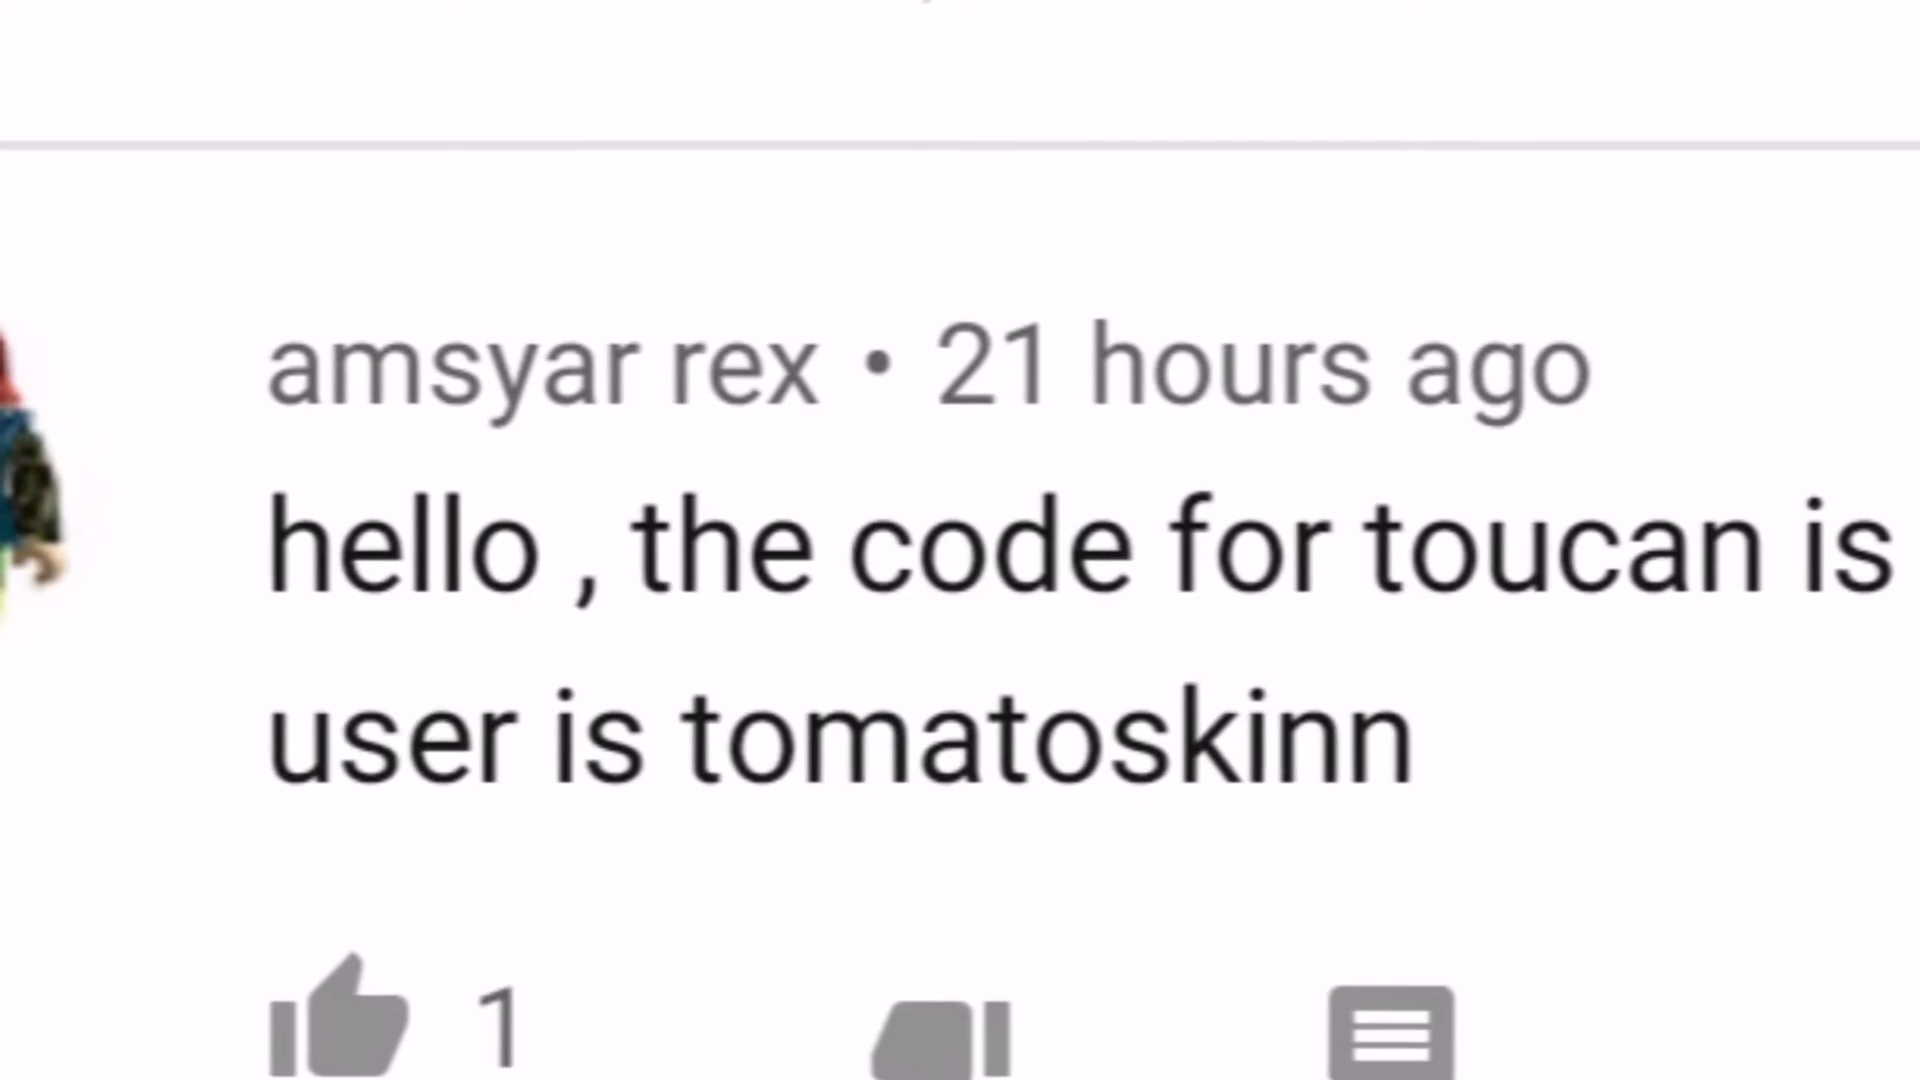 amsyar rex • 21 hours ago
hello , the code for toucan is
user is tomatoskinn
1